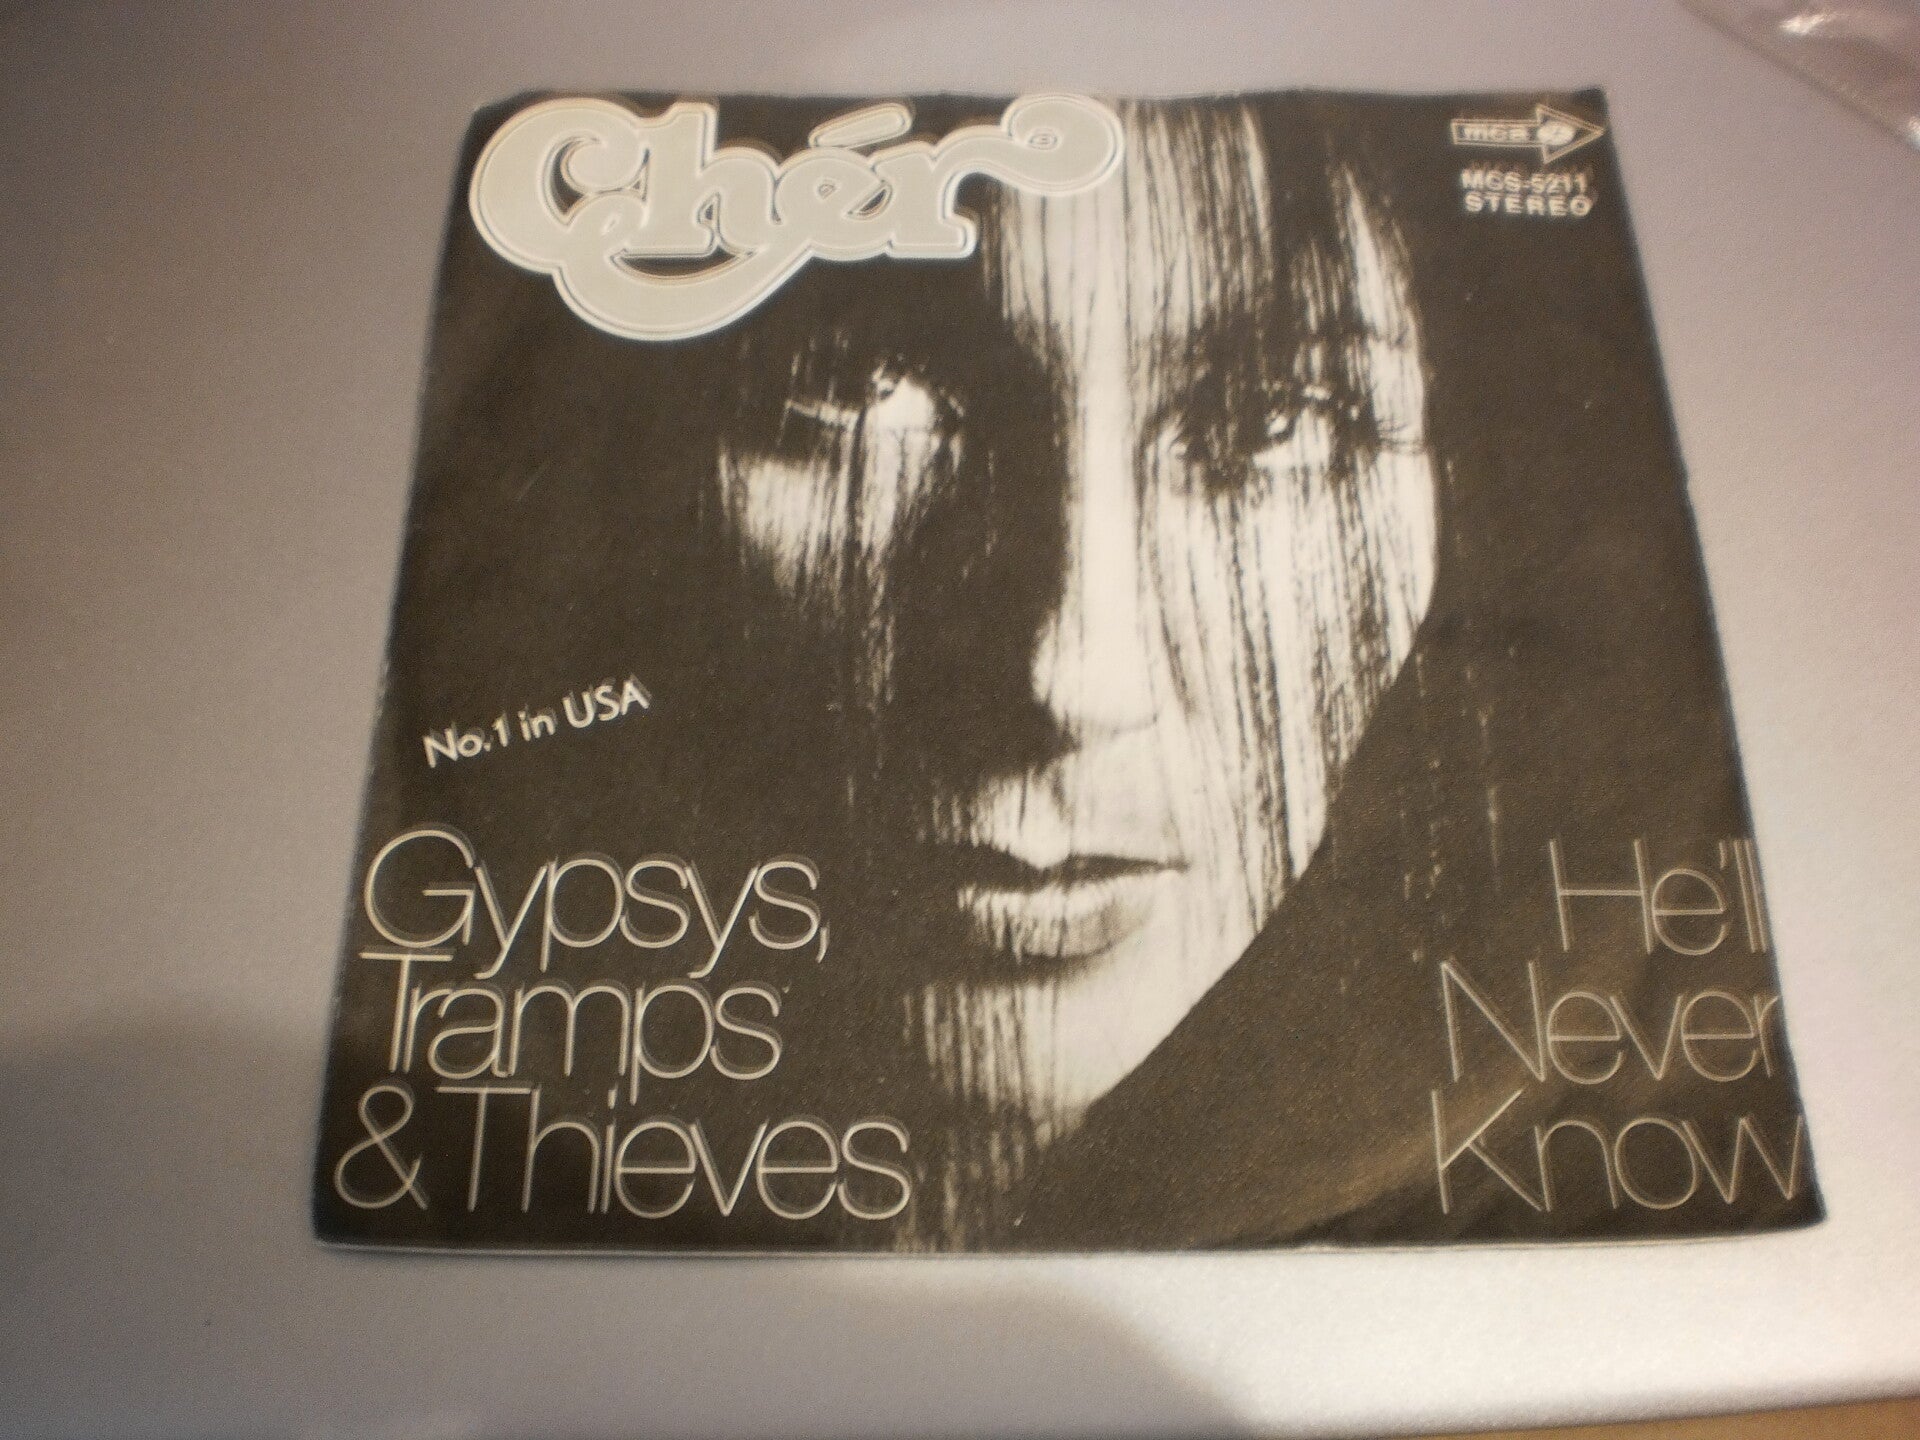 Chér
mca
MCS-5211
STEREO
No.1 in USA
Gypsys,
Tramps
& Thieves
He'll
Never
Know